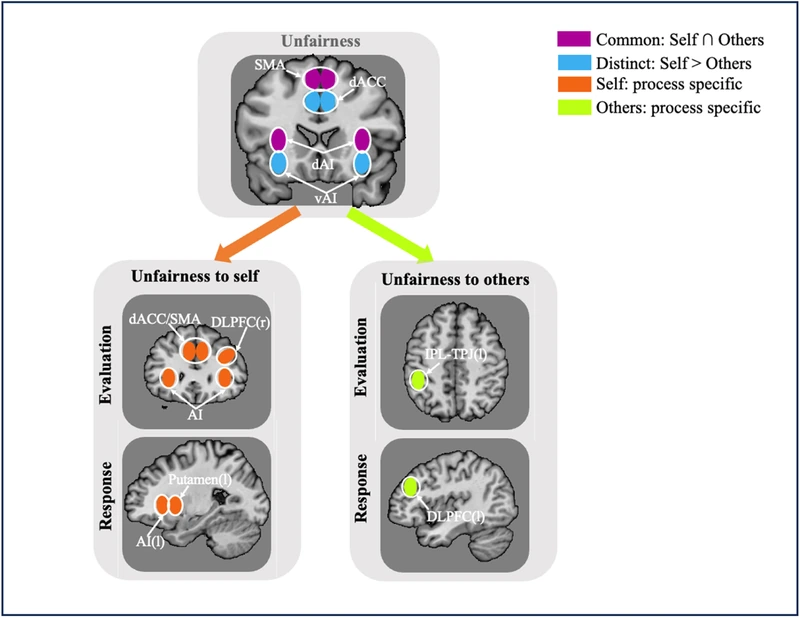 Unfairness
SMA
dACC
dAI
vAI
Common: Self ∩ Others
Distinct: Self > Others
Self: process specific
Others: process specific
Unfairness to self
Evaluation
dACC/SMA
DLPFC(r)
AI
Response
Putamen(l)
AI(l)
Unfairness to others
Evaluation
IPL-TPJ(l)
Response
DLPFC(l)